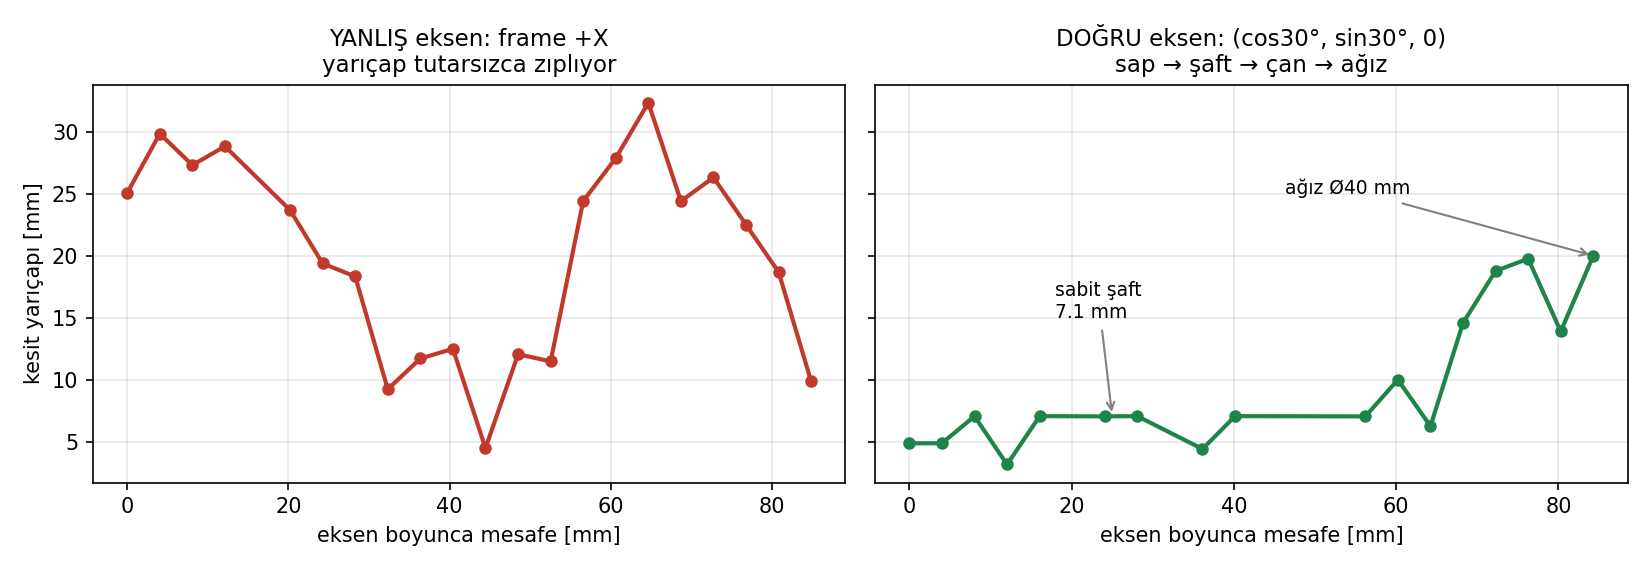 YANLIŞ eksen: frame +X
yarıçap tutarsızca zıplıyor
kesit yarıçapı [mm]
30
25
20
15
10
5
0
20
40
60
80
eksen boyunca mesafe [mm]
DOĞRU eksen: (cos30°, sin30°, 0)
sap → şaft → çan → ağız
ağız Ø40 mm
sabit şaft
7.1 mm
0
20
40
60
80
eksen boyunca mesafe [mm]